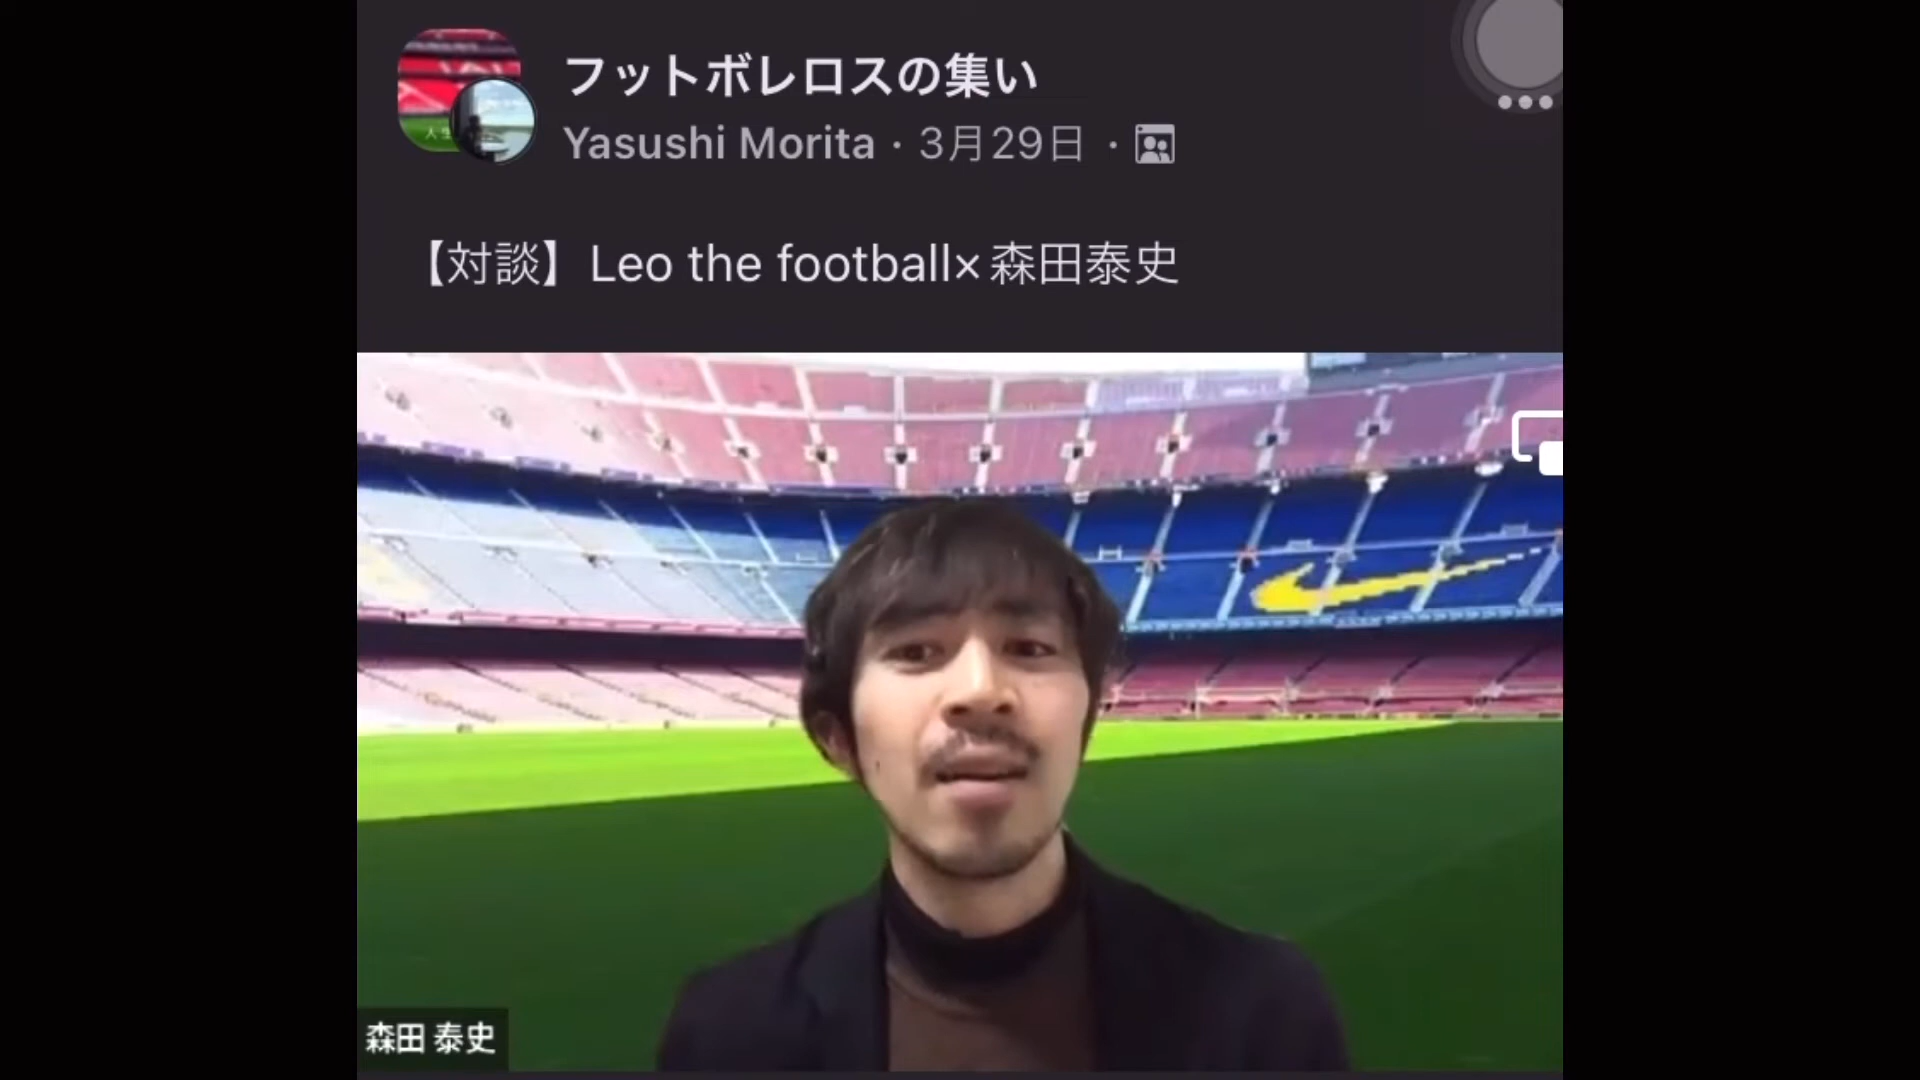 フットボレロスの集い
Yasushi Morita · 3月29日 ·
【対談】Leo the football×森田泰史
森田 泰史